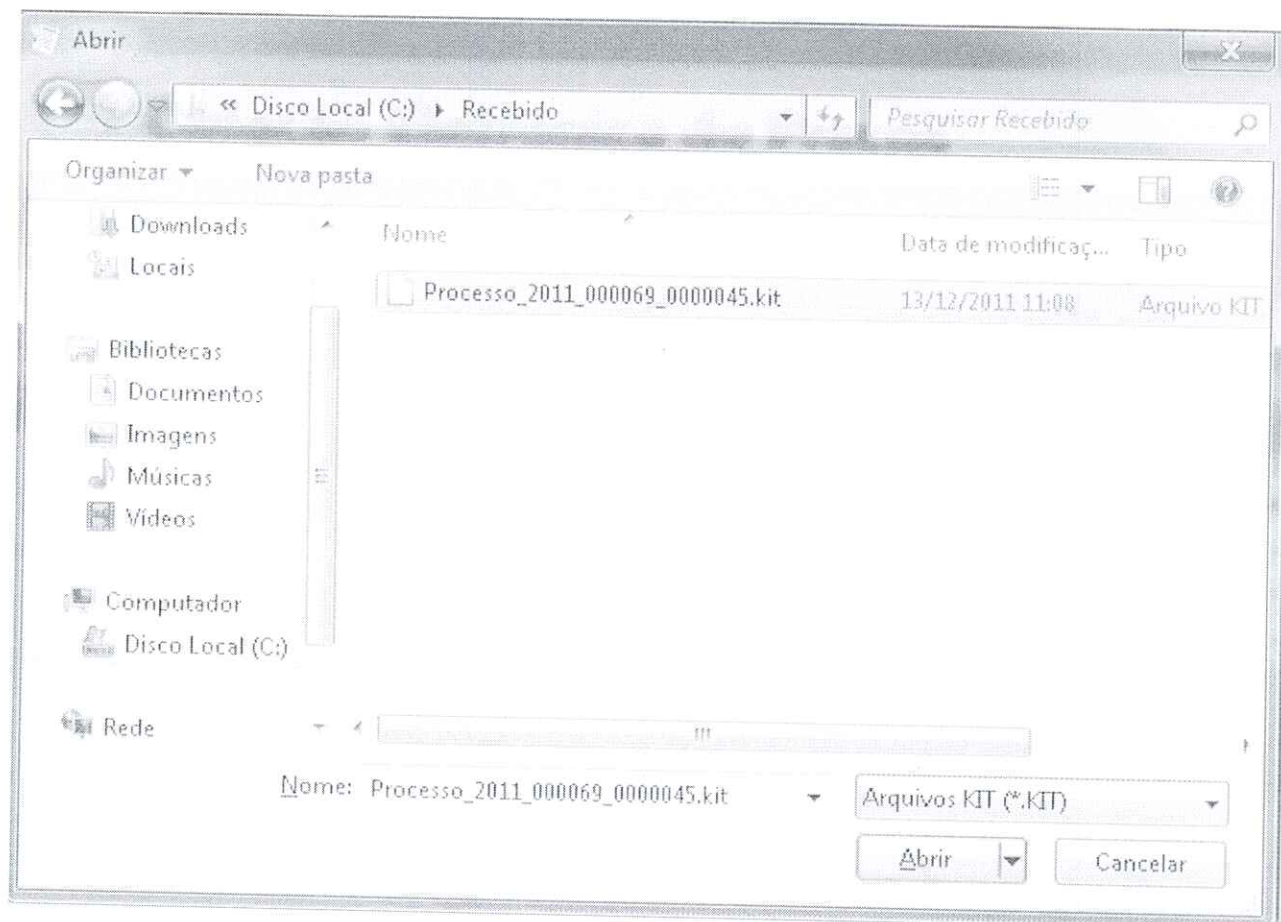 Abrir
« Disco Local (C:) Recebido
Pesquisar Recebido
Organizar
Nova pasta
Downloads
Locais
Bibliotecas
Documentos
Imagens
Músicas
Vídeos
Computador
Disco Local (C:)
Rede
Nome
Data de modificaç...
Tipo
Processo_2011_000069_0000045.kit
13/12/2011 11:08
Arquivo KIT
Nome: Processo_2011_000069_0000045.kit
Arquivos KIT (*.KIT)
Abrir
Cancelar